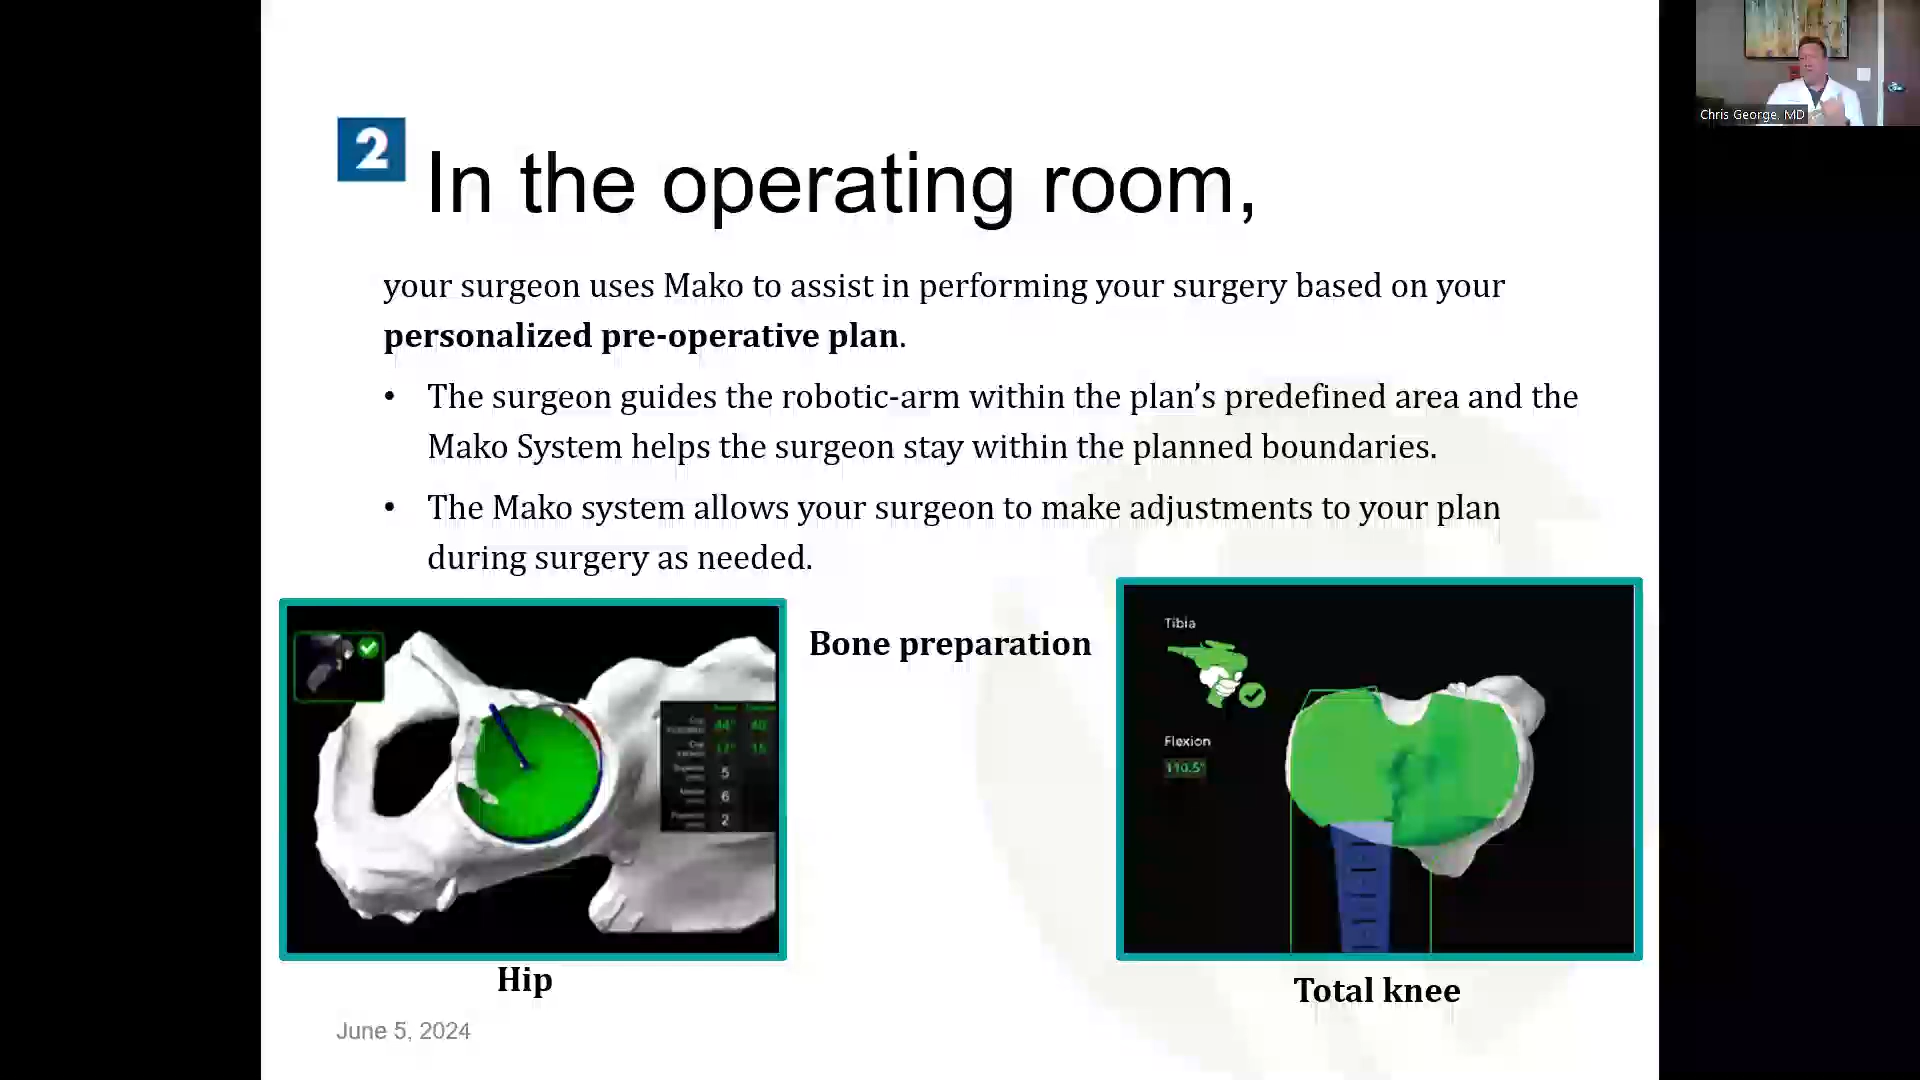 Chris George, MD
2
In the operating room,
your surgeon uses Mako to assist in performing your surgery based on your
personalized pre-operative plan.
• The surgeon guides the robotic-arm within the plan’s predefined area and the
Mako System helps the surgeon stay within the planned boundaries.
• The Mako system allows your surgeon to make adjustments to your plan
during surgery as needed.
Bone preparation
44° 40
17° 15
5
6
2
Tibia
Flexion
110.5°
Hip
Total knee
June 5, 2024